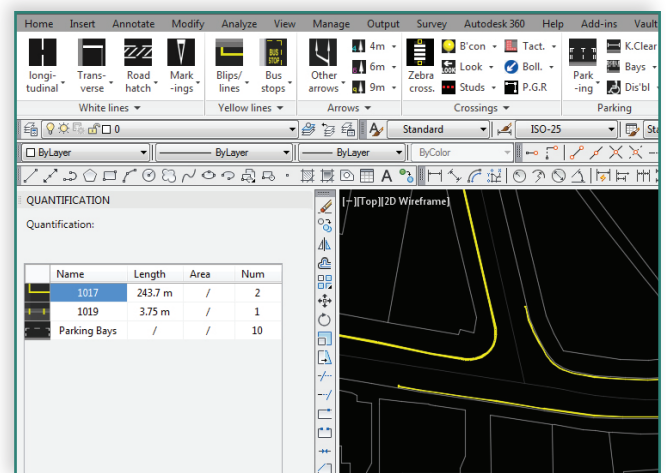 Home Insert Annotate Modify Analyze View Manage Output Survey Autodesk 360 Help Add-ins Vault
BUS STOP
4m B'con Tact. K.Clear
6m LOOK Look Boll. Bays
9m Studs P.G.R Dis'bl
longi- Trans- Road Mark Blips/ Bus Other Zebra Park
tudinal verse hatch -ings lines stops arrows cross. -ing
White lines Yellow lines Arrows Crossings Parking
0 Standard ISO-25 Sta
ByLayer ByLayer ByLayer ByColor
A
QUANTIFICATION
[−][Top][2D Wireframe]
Quantification:
Name Length Area Num
1017 243.7 m / 2
1019 3.75 m / 1
Parking Bays / / 10